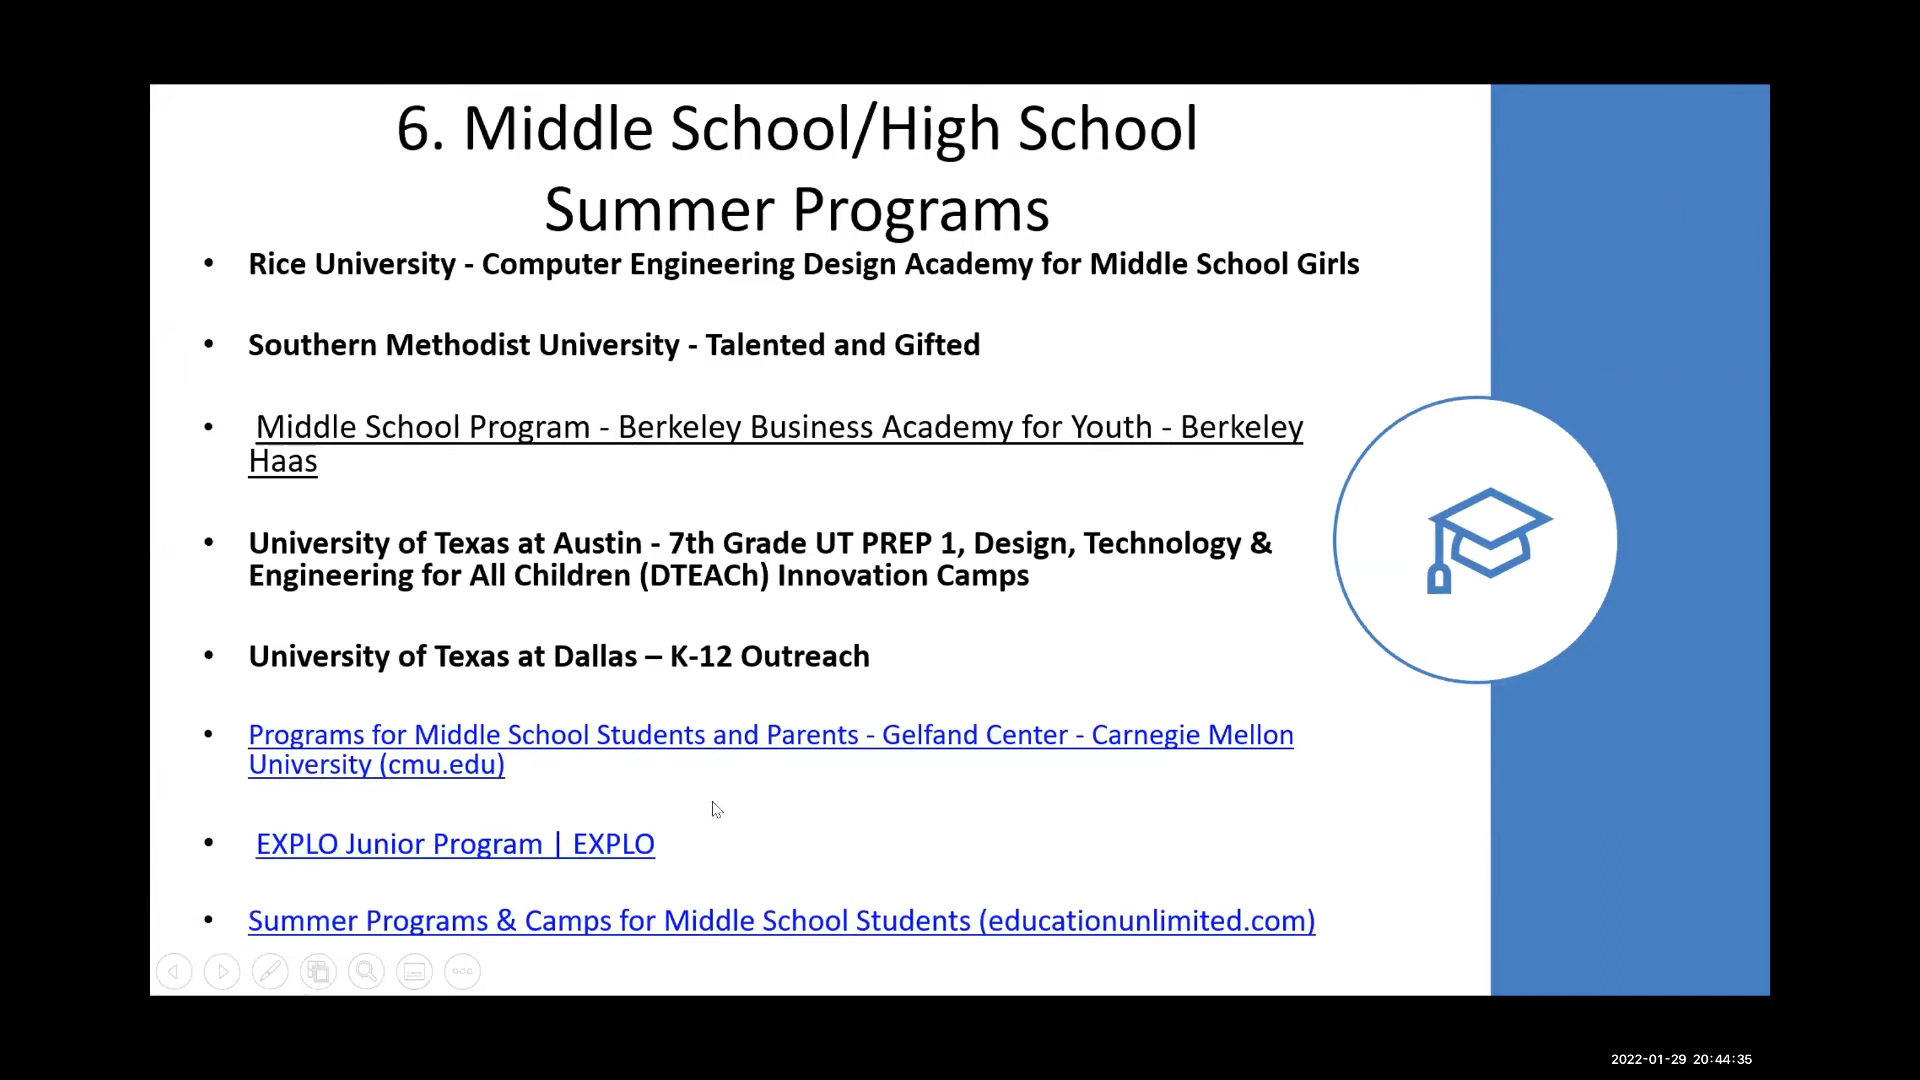 6. Middle School/High School
Summer Programs
• Rice University - Computer Engineering Design Academy for Middle School Girls
• Southern Methodist University - Talented and Gifted
• Middle School Program - Berkeley Business Academy for Youth - Berkeley
Haas
• University of Texas at Austin - 7th Grade UT PREP 1, Design, Technology &
Engineering for All Children (DTEACh) Innovation Camps
• University of Texas at Dallas – K-12 Outreach
• Programs for Middle School Students and Parents - Gelfand Center - Carnegie Mellon
University (cmu.edu)
• EXPLO Junior Program | EXPLO
• Summer Programs & Camps for Middle School Students (educationunlimited.com)
2022-01-29 20:44:35